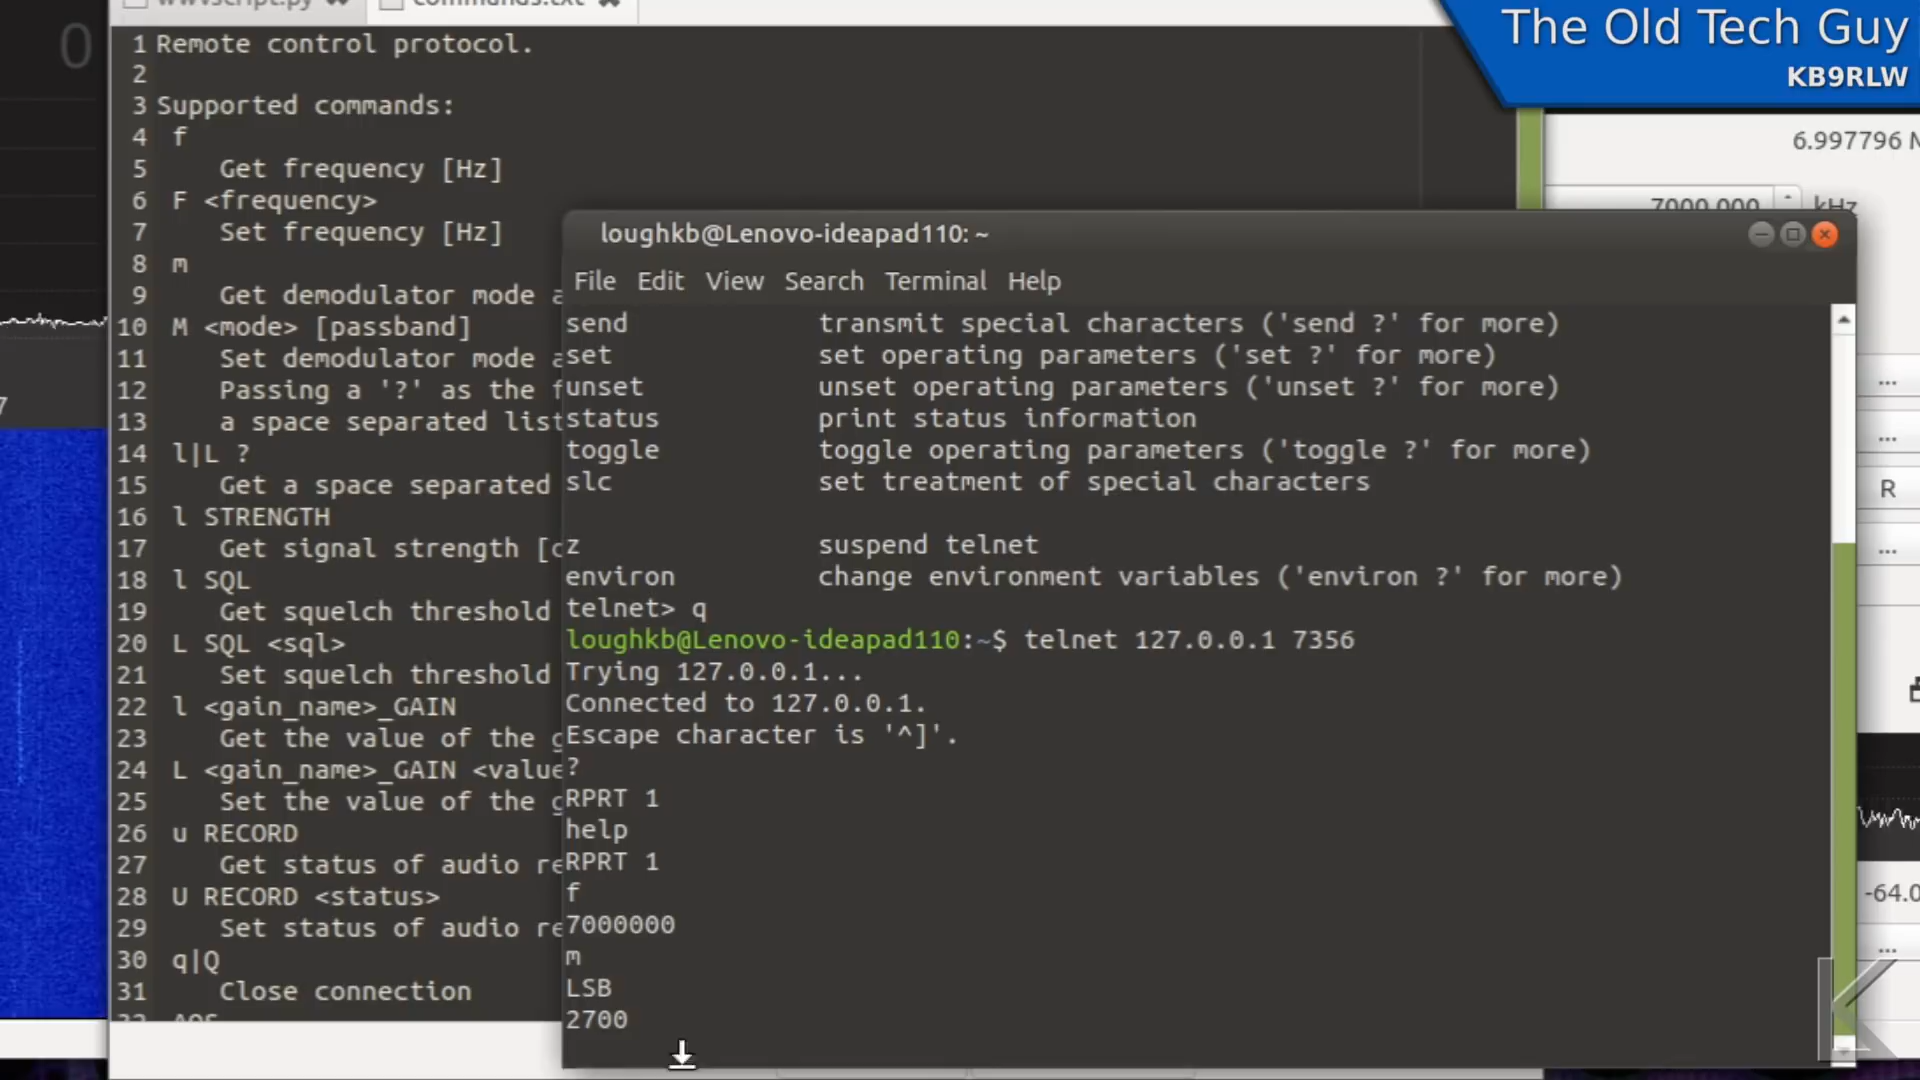 The Old Tech Guy
KB9RLW
0
1 Remote control protocol.
2
3 Supported commands:
4 f
5 Get frequency [Hz]
6 F <frequency>
7 Set frequency [Hz]
8 m
9 Get demodulator mode a
10 M <mode> [passband]
11 Set demodulator mode a
12 Passing a '?' as the f
13 a space separated list
14 l|L ?
15 Get a space separated
16 l STRENGTH
17 Get signal strength [d
18 l SQL
19 Get squelch threshold
20 L SQL <sql>
21 Set squelch threshold
22 l <gain_name>_GAIN
23 Get the value of the g
24 L <gain_name>_GAIN <value
25 Set the value of the g
26 u RECORD
27 Get status of audio re
28 U RECORD <status>
29 Set status of audio re
30 q|Q
31 Close connection
loughkb@Lenovo-ideapad110: ~
File Edit View Search Terminal Help
send transmit special characters ('send ?' for more)
set set operating parameters ('set ?' for more)
unset unset operating parameters ('unset ?' for more)
status print status information
toggle toggle operating parameters ('toggle ?' for more)
slc set treatment of special characters
z suspend telnet
environ change environment variables ('environ ?' for more)
telnet> q
loughkb@Lenovo-ideapad110:~$ telnet 127.0.0.1 7356
Trying 127.0.0.1...
Connected to 127.0.0.1.
Escape character is '^]'.
?
RPRT 1
help
RPRT 1
f
7000000
m
LSB
2700
6.997796 M
7000.000 kHz
...
...
R
...
-64.0
...
K
7